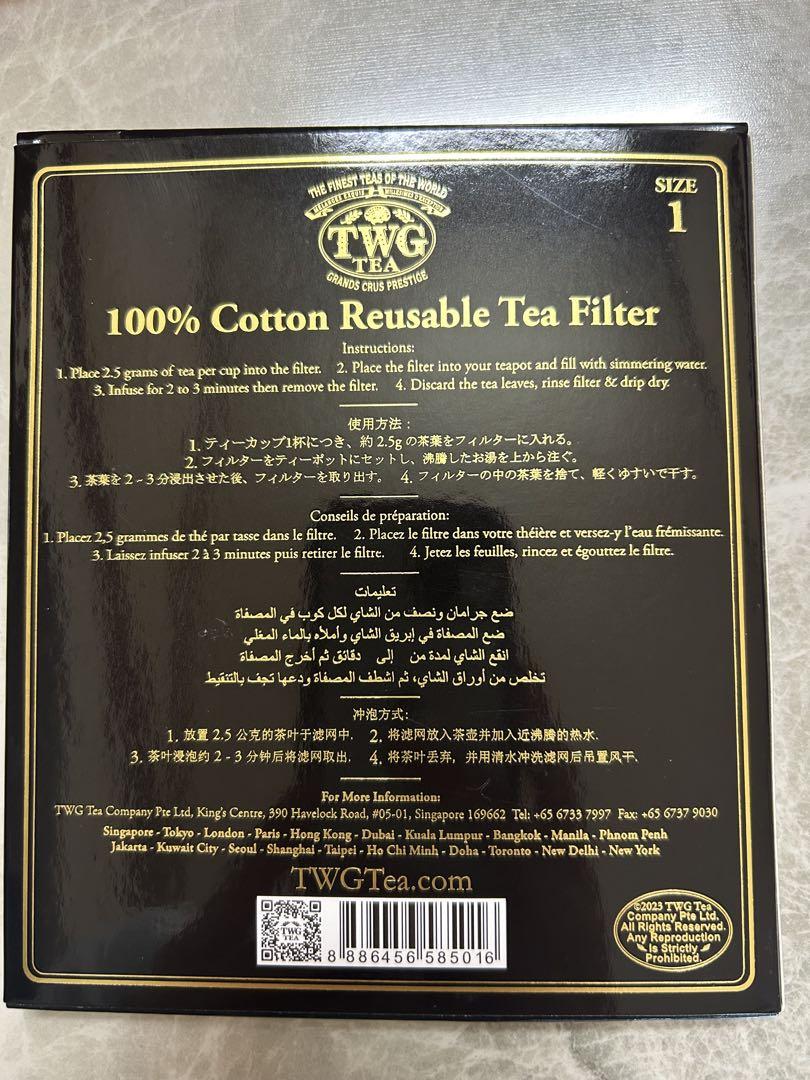 THE FINEST TEAS OF THE WORLD
TWG
TEA
GRANDS CRUS PRESTIGE
SIZE
1
100% Cotton Reusable Tea Filter
Instructions:
1. Place 2.5 grams of tea per cup into the filter. 2. Place the filter into your teapot and fill with simmering water.
3. Infuse for 2 to 3 minutes then remove the filter. 4. Discard the tea leaves, rinse filter & drip dry.
使用方法：
1. ティーカップ1杯につき、約2.5gの茶葉をフィルターに入れる。
2. フィルターをティーポットにセットし、沸騰したお湯を上から注ぐ。
3. 茶葉を 2 - 3 分浸出させた後、フィルターを取り出す。 4. フィルターの中の茶葉を捨て、軽くゆすいで干す。
Conseils de préparation:
1. Placez 2,5 grammes de thé par tasse dans le filtre. 2. Placez le filtre dans votre théière et versez-y l'eau frémissante.
3. Laissez infuser 2 à 3 minutes puis retirer le filtre. 4. Jetez les feuilles, rincez et égouttez le filtre.
تعليمات
ضع جرامان ونصف من الشاي لكل كوب في المصفاة
ضع المصفاة في إبريق الشاي وأملأه بالماء المغلي
انقع الشاي لمدة من إلى دقائق ثم أخرج المصفاة
تخلص من أوراق الشاي، ثم اشطف المصفاة ودعها تجف بالتنقيط
冲泡方式:
1. 放置 2.5 公克的茶叶于滤网中. 2. 将滤网放入茶壶并加入近沸腾的热水.
3. 茶叶浸泡约 2 - 3 分钟后将滤网取出. 4. 将茶叶丢弃, 并用清水冲洗滤网后吊置风干.
For More Information:
TWG Tea Company Pte Ltd, King's Centre, 390 Havelock Road, #05-01, Singapore 169662 Tel: +65 6733 7997 Fax: +65 6737 9030
Singapore - Tokyo - London - Paris - Hong Kong - Dubai - Kuala Lumpur - Bangkok - Manila - Phnom Penh
Jakarta - Kuwait City - Seoul - Shanghai - Taipei - Ho Chi Minh - Doha - Toronto - New Delhi - New York
TWGTea.com
TWG
TEA
8 886456 585016
©2023 TWG Tea
Company Pte Ltd.
All Rights Reserved.
Any Reproduction
is Strictly
Prohibited.